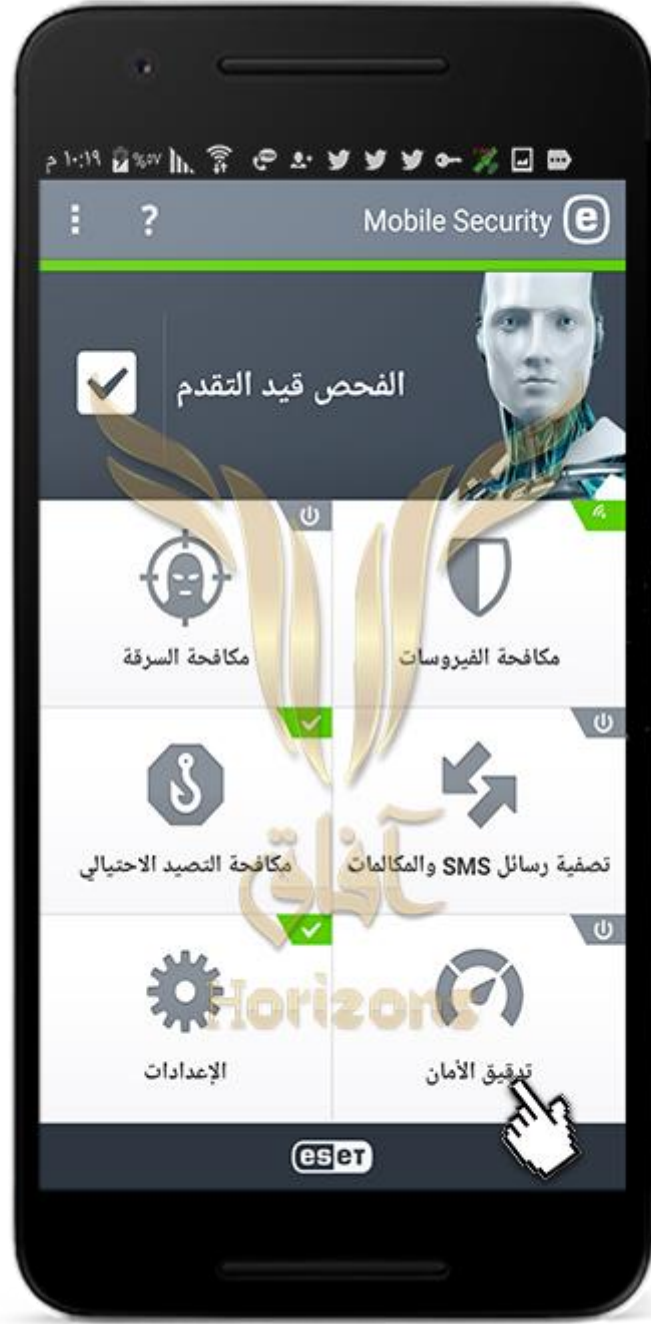 ١٠:١٩ م %٥٧
? Mobile Security e
الفحص قيد التقدم
مكافحة الفيروسات
مكافحة السرقة
تصفية رسائل SMS والمكالمات
مكافحة التصيد الاحتيالي
آفاق
Horizons
تدقيق الأمان
الإعدادات
eseT